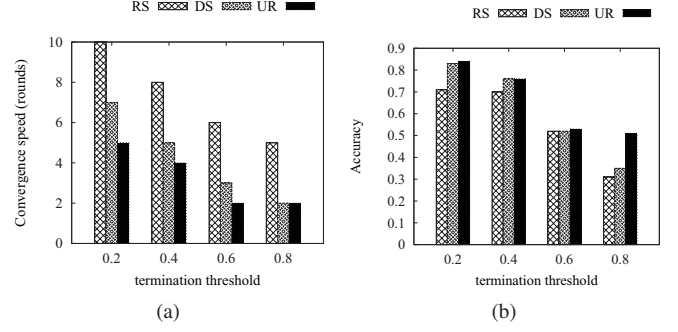 RS DS UR
Convergence speed (rounds)
10
8
6
4
2
0
0.2 0.4 0.6 0.8
termination threshold
(a)
RS DS UR
Accuracy
0.9
0.8
0.7
0.6
0.5
0.4
0.3
0.2
0.1
0
0.2 0.4 0.6 0.8
termination threshold
(b)